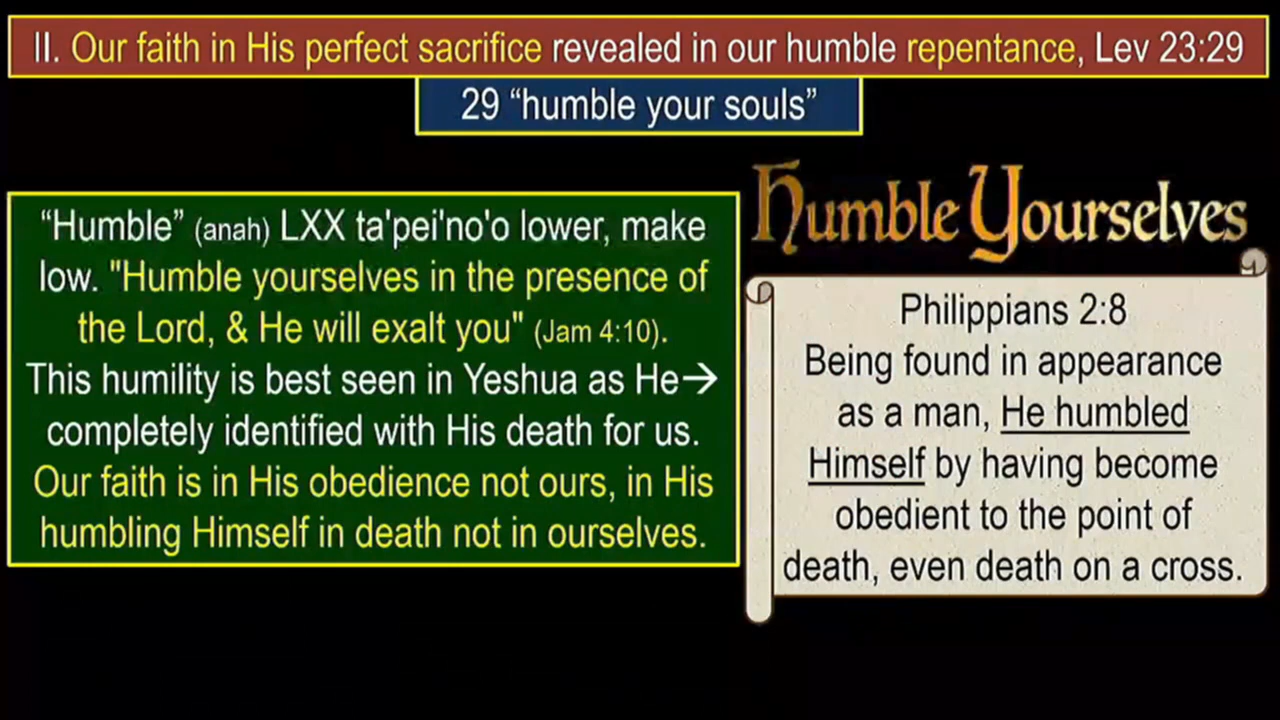 II. Our faith in His perfect sacrifice revealed in our humble repentance, Lev 23:29
29 “humble your souls”
“Humble” (anah) LXX ta'pei'no'o lower, make
low. "Humble yourselves in the presence of
the Lord, & He will exalt you" (Jam 4:10).
This humility is best seen in Yeshua as He→
completely identified with His death for us.
Our faith is in His obedience not ours, in His
humbling Himself in death not in ourselves.
Humble Yourselves
Philippians 2:8
Being found in appearance
as a man, He humbled
Himself by having become
obedient to the point of
death, even death on a cross.